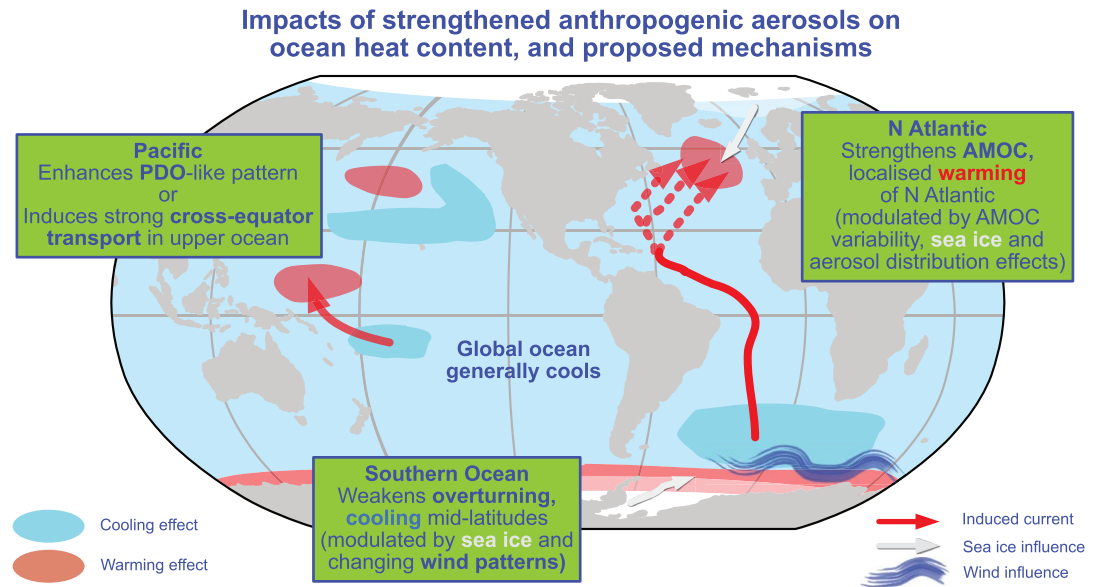 Impacts of strengthened anthropogenic aerosols on
ocean heat content, and proposed mechanisms
Pacific
Enhances PDO-like pattern
or
Induces strong cross-equator
transport in upper ocean
N Atlantic
Strengthens AMOC,
localised warming
of N Atlantic
(modulated by AMOC
variability, sea ice and
aerosol distribution effects)
Global ocean
generally cools
Southern Ocean
Weakens overturning,
cooling mid-latitudes
(modulated by sea ice and
changing wind patterns)
Cooling effect
Warming effect
Induced current
Sea ice influence
Wind influence